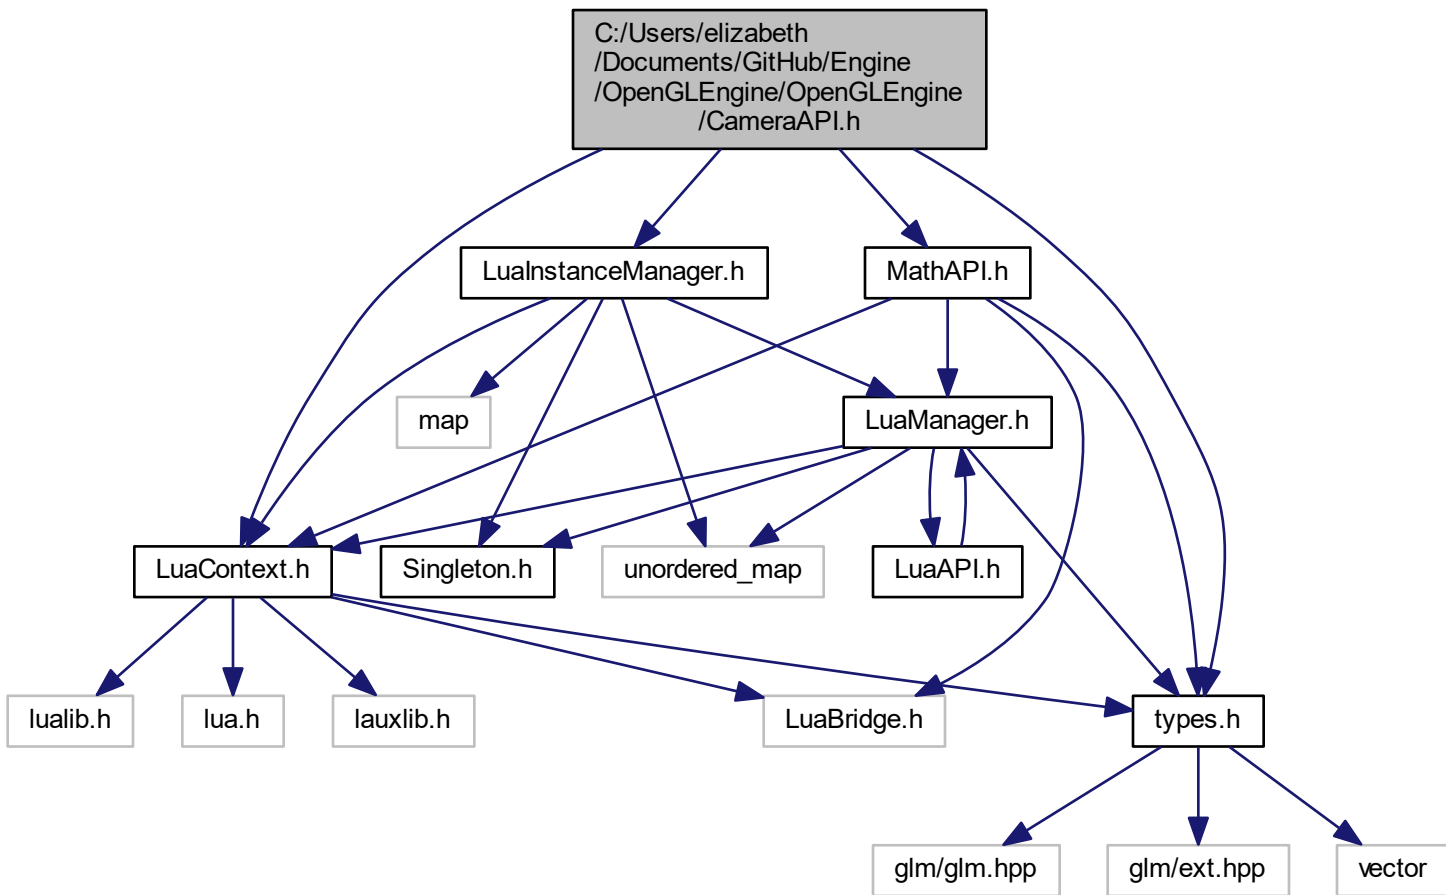 C:/Users/elizabeth
/Documents/GitHub/Engine
/OpenGLEngine/OpenGLEngine
/CameraAPI.h
LuaInstanceManager.h
MathAPI.h
map
LuaManager.h
LuaContext.h
Singleton.h
unordered_map
LuaAPI.h
lualib.h
lua.h
lauxlib.h
LuaBridge.h
types.h
glm/glm.hpp
glm/ext.hpp
vector